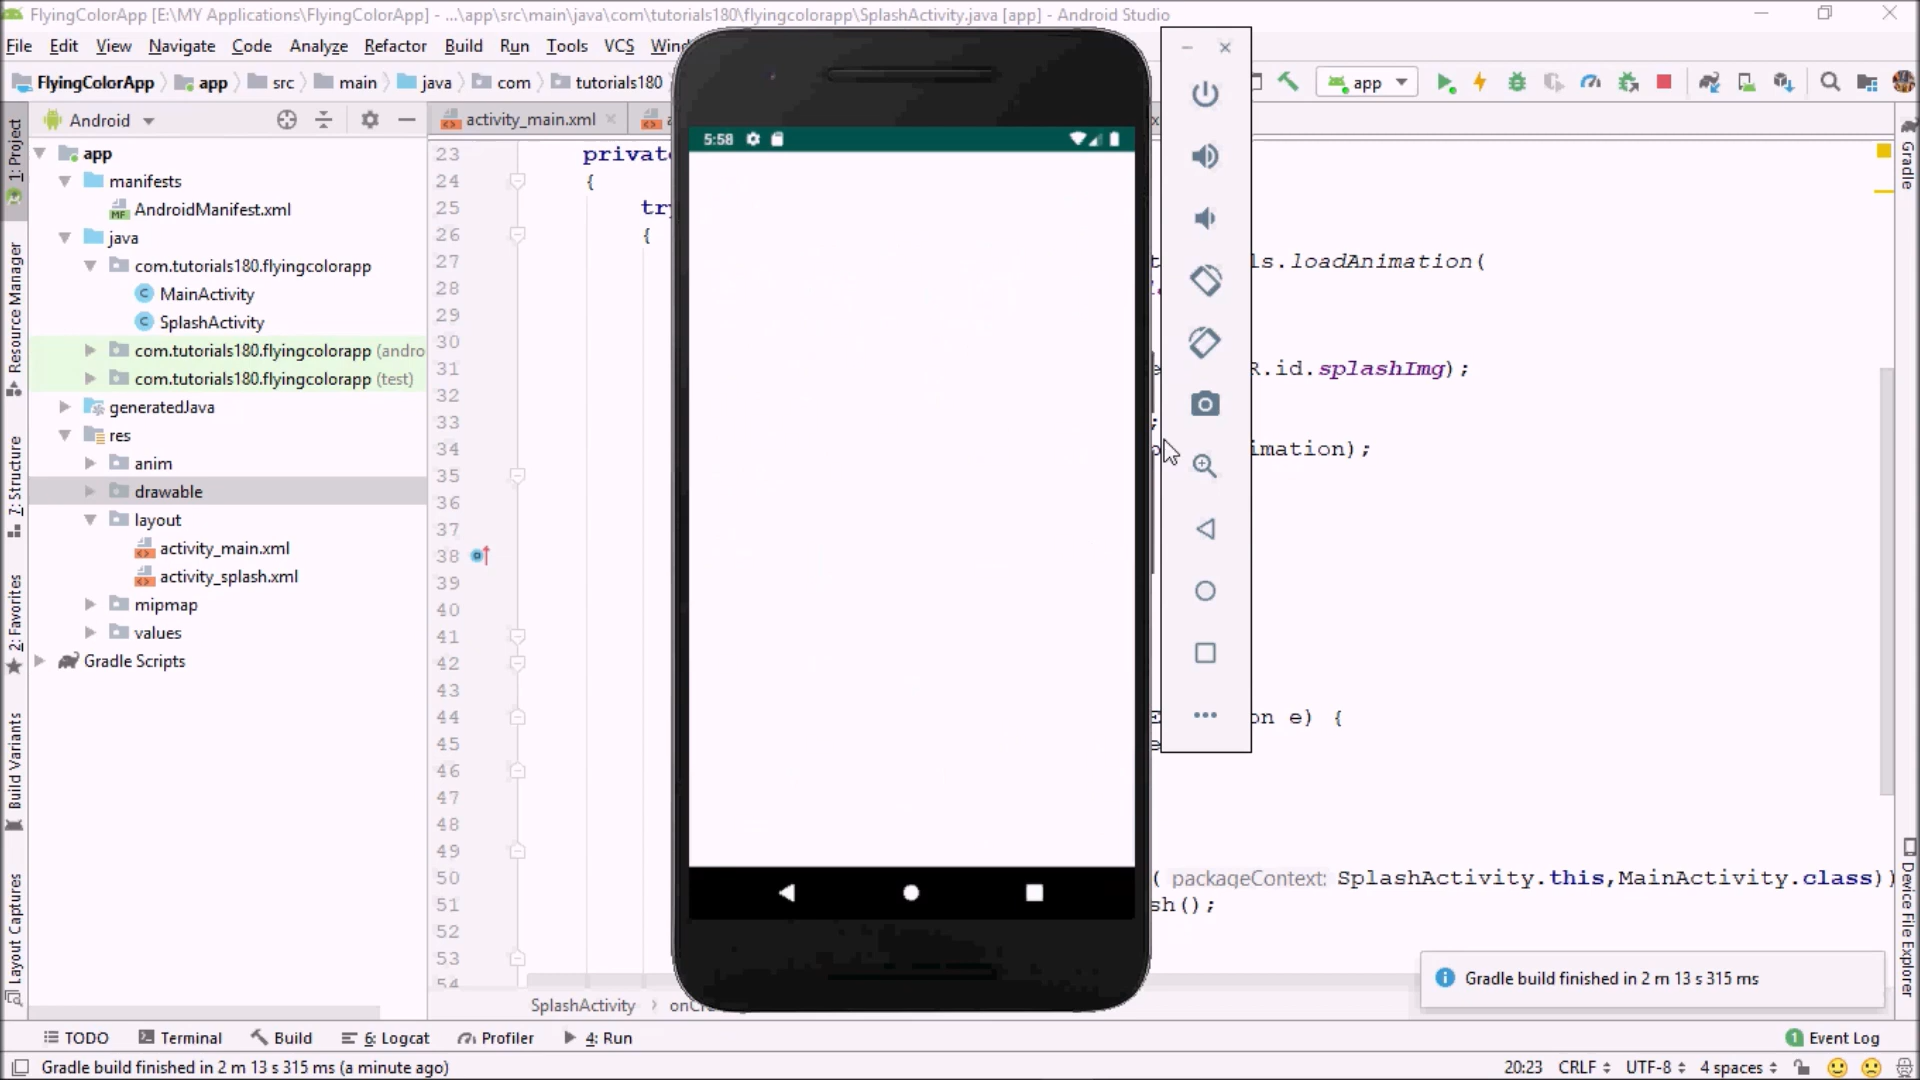 FlyingColorApp [E:\MY Applications\FlyingColorApp] - ...\app\src\main\java\com\tutorials180\flyingcolorapp\SplashActivity.java [app] - Android Studio
File Edit View Navigate Code Analyze Refactor Build Run Tools VCS
FlyingColorApp app src main java com tutorials180 app
Android
activity_main.xml
1: Project
Resource Manager
7: Structure
2: Favorites
Build Variants
Layout Captures
app
manifests
AndroidManifest.xml
java
com.tutorials180.flyingcolorapp
MainActivity
SplashActivity
com.tutorials180.flyingcolorapp (andro
com.tutorials180.flyingcolorapp (test)
generatedJava
res
anim
drawable
layout
activity_main.xml
activity_splash.xml
mipmap
values
Gradle Scripts
5:58
23 private
24 {
25 try
26 {
27 s.loadAnimation(
28
29
30
31 R.id.splashImg);
32
33 ;
34 imation);
35
36
37
38
39
40
41
42
43
44 on e) {
45
46
47
48
49
50 ( packageContext: SplashActivity.this,MainActivity.class))
51 sh();
52
53
54
SplashActivity
Gradle
Device File Explorer
Gradle build finished in 2 m 13 s 315 ms
TODO Terminal Build 6: Logcat Profiler 4: Run 1 Event Log
Gradle build finished in 2 m 13 s 315 ms (a minute ago) 20:23 CRLF UTF-8 4 spaces